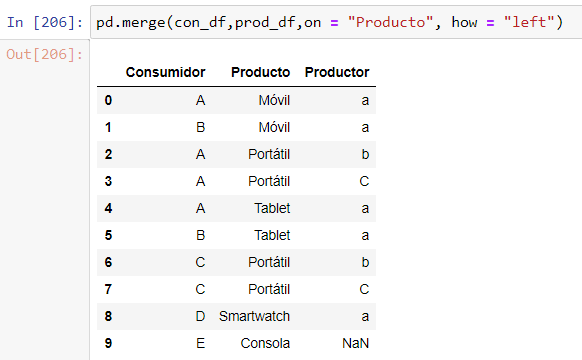 In [206]: pd.merge(con_df,prod_df,on = "Producto", how = "left")
Out[206]:
Consumidor Producto Productor
0 A Móvil a
1 B Móvil a
2 A Portátil b
3 A Portátil C
4 A Tablet a
5 B Tablet a
6 C Portátil b
7 C Portátil C
8 D Smartwatch a
9 E Consola NaN